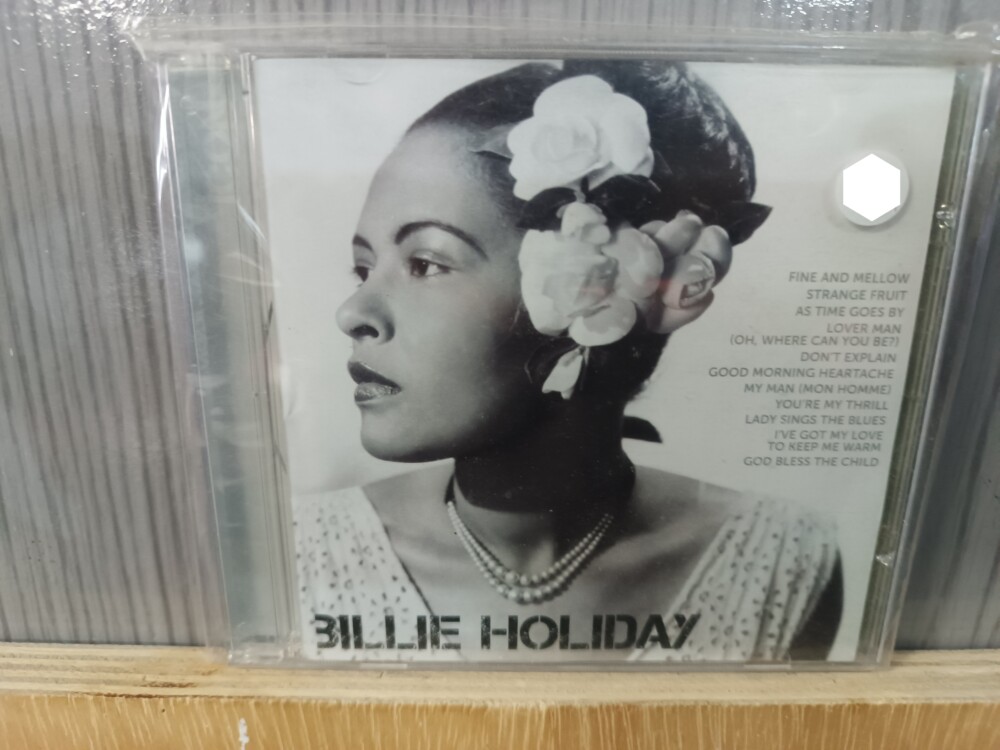 FINE AND MELLOW
STRANGE FRUIT
AS TIME GOES BY
LOVER MAN
(OH, WHERE CAN YOU BE?)
DON'T EXPLAIN
GOOD MORNING HEARTACHE
MY MAN (MON HOMME)
YOU'RE MY THRILL
LADY SINGS THE BLUES
I'VE GOT MY LOVE
TO KEEP ME WARM
GOD BLESS THE CHILD
BILLIE HOLIDAY